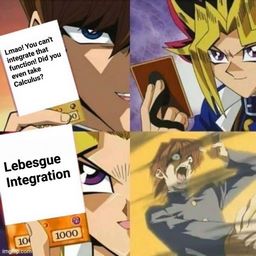 Lmao! You can't
integrate that
function! Did you
even take
Calculus?
Lebesgue
Integration
1000
imgflip.com